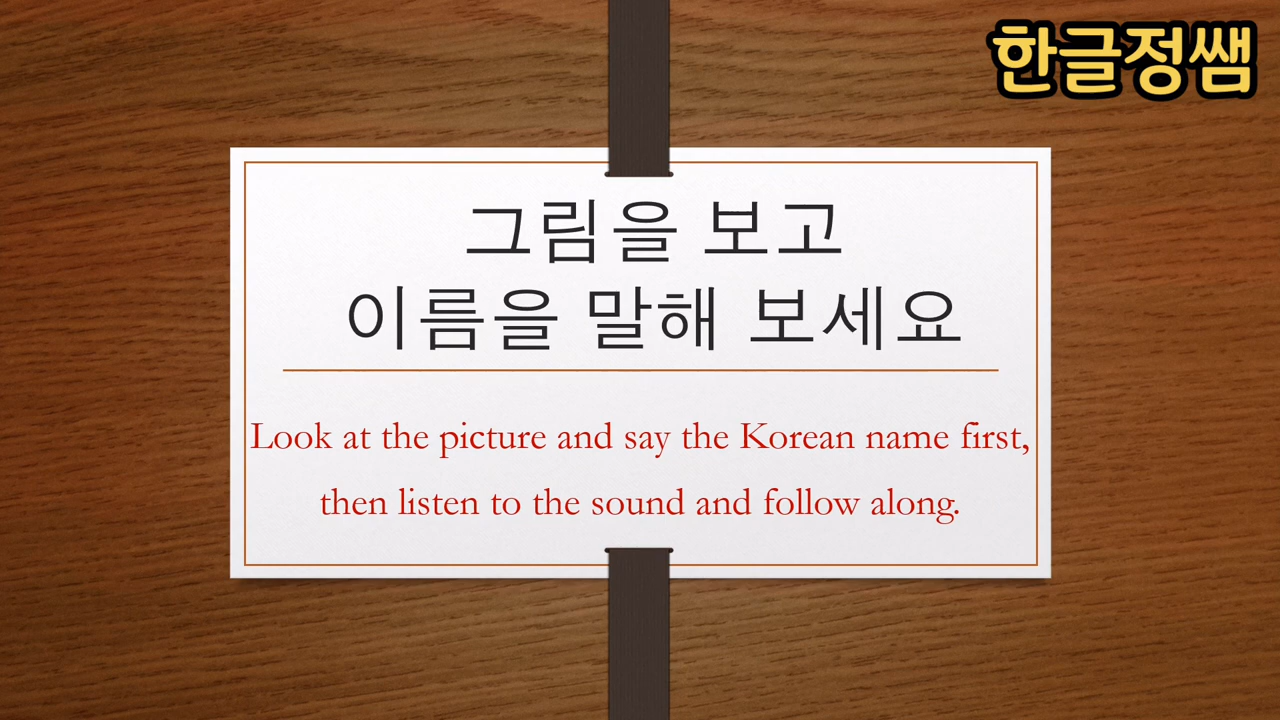 한글정쌤
그림을 보고
이름을 말해 보세요
Look at the picture and say the Korean name first,
then listen to the sound and follow along.